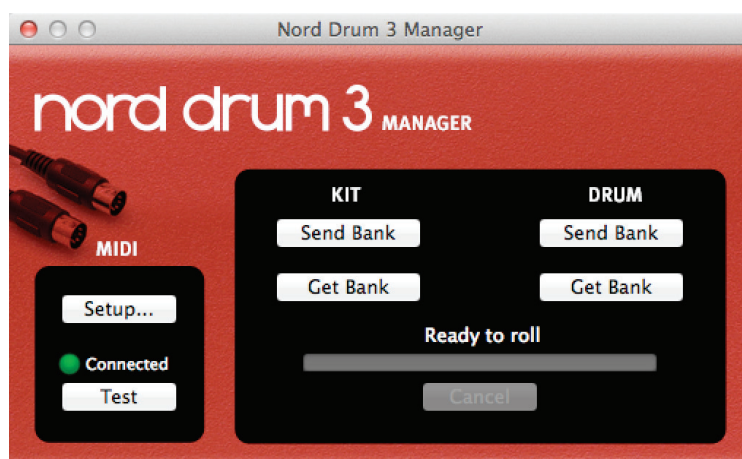 Nord Drum 3 Manager
nord drum 3 MANAGER
MIDI
Setup...
Connected
Test
KIT
DRUM
Send Bank
Send Bank
Get Bank
Get Bank
Ready to roll
Cancel